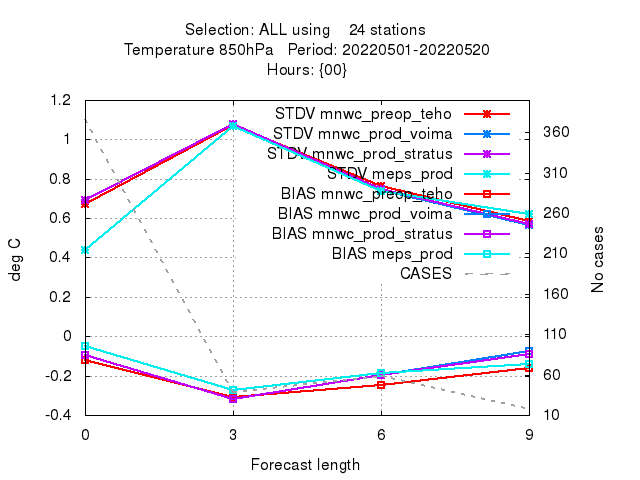 Selection: ALL using 24 stations
Temperature 850hPa Period: 20220501-20220520
Hours: {00}
1.2
1
0.8
0.6
0.4
0.2
0
-0.2
-0.4
deg C
STDV mnwc_preop_teho
STDV mnwc_prod_voima
STDV mnwc_prod_stratus
STDV meps_prod
BIAS mnwc_preop_teho
BIAS mnwc_prod_voima
BIAS mnwc_prod_stratus
BIAS meps_prod
CASES
360
310
260
210
160
110
60
10
No cases
0 3 6 9
Forecast length